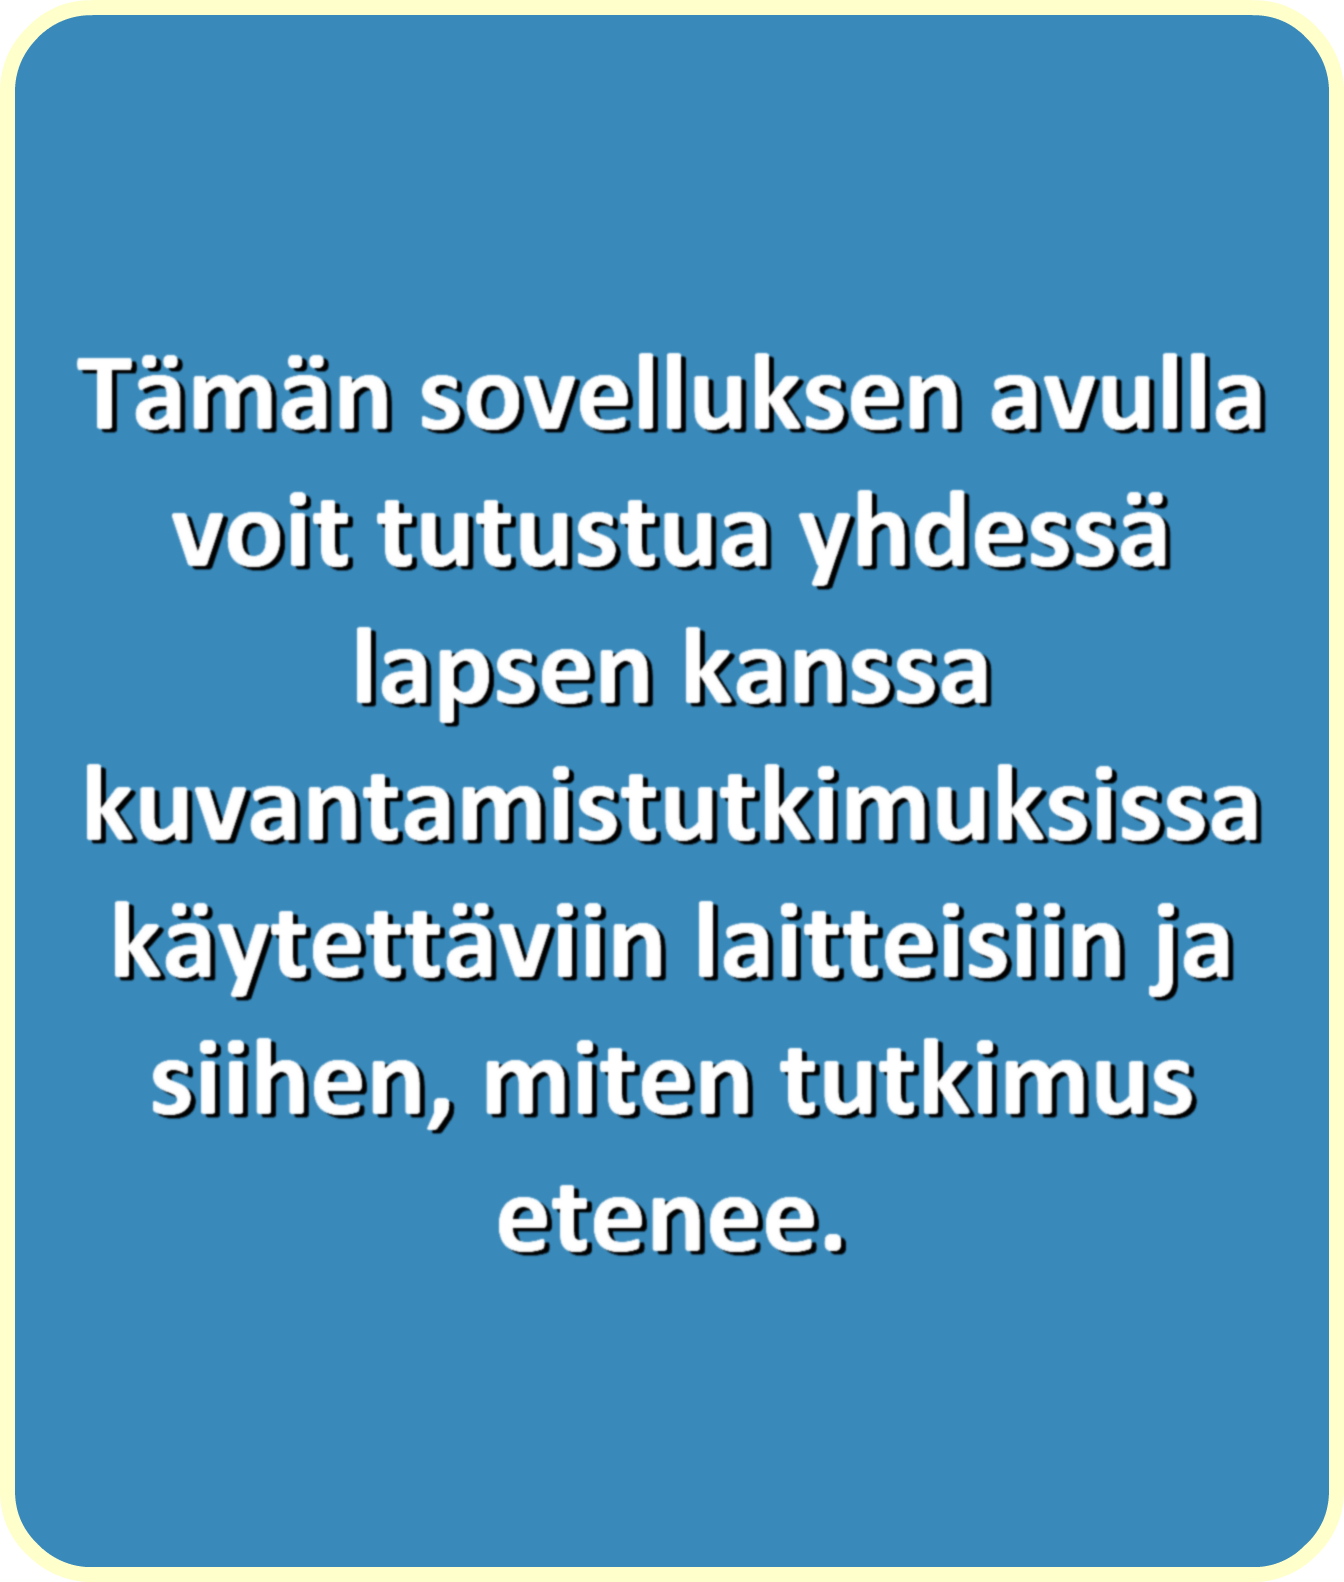 Tämän sovelluksen avulla
voit tutustua yhdessä
lapsen kanssa
kuvantamistutkimuksissa
käytettäviin laitteisiin ja
siihen, miten tutkimus
etenee.